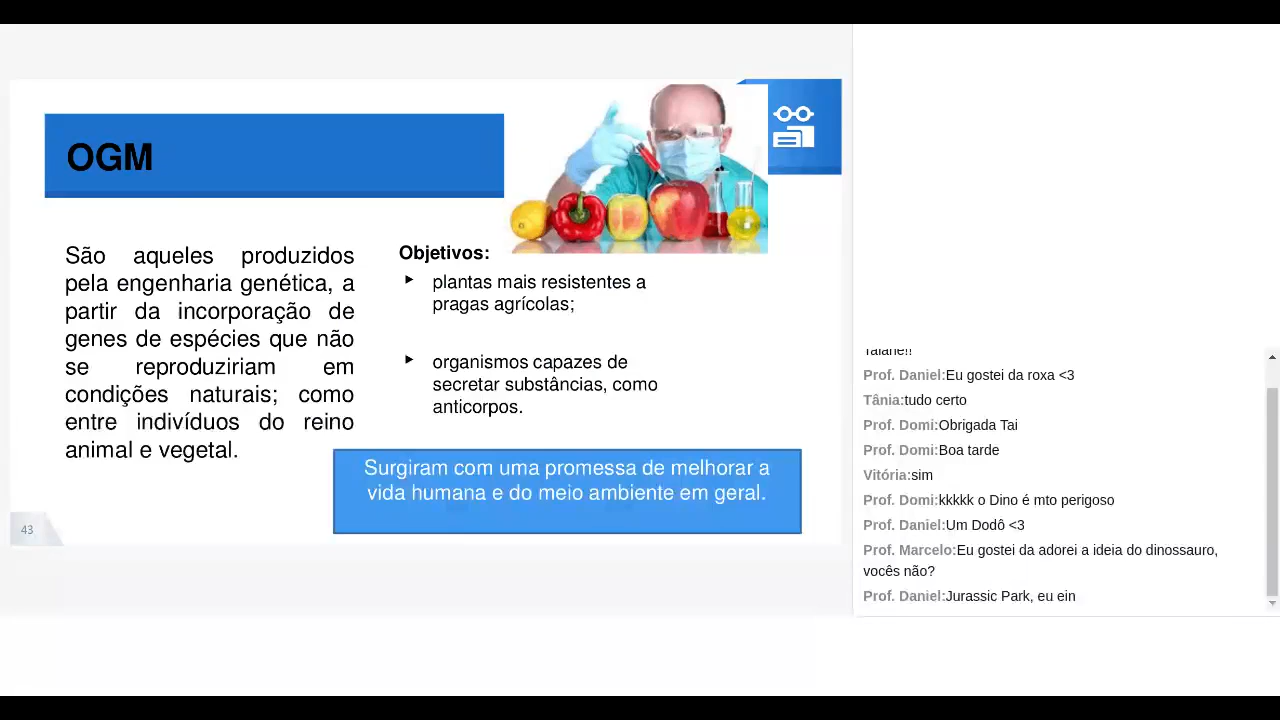 OGM
São aqueles produzidos
pela engenharia genética, a
partir da incorporação de
genes de espécies que não
se reproduziriam em
condições naturais; como
entre indivíduos do reino
animal e vegetal.
Objetivos:
plantas mais resistentes a
pragas agrícolas;
organismos capazes de
secretar substâncias, como
anticorpos.
Surgiram com uma promessa de melhorar a
vida humana e do meio ambiente em geral.
43
Taiane!!
Prof. Daniel:Eu gostei da roxa <3
Tânia:tudo certo
Prof. Domi:Obrigada Tai
Prof. Domi:Boa tarde
Vitória:sim
Prof. Domi:kkkkk o Dino é mto perigoso
Prof. Daniel:Um Dodô <3
Prof. Marcelo:Eu gostei da adorei a ideia do dinossauro,
vocês não?
Prof. Daniel:Jurassic Park, eu ein